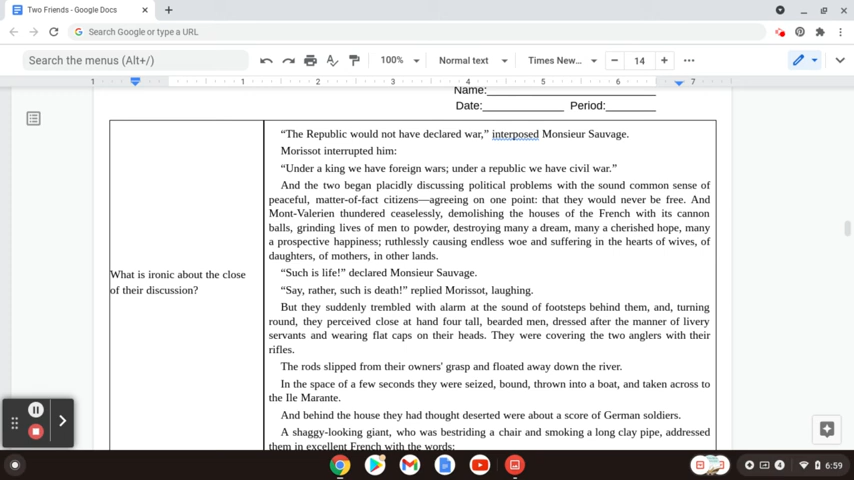 Two Friends - Google Docs
Search Google or type a URL
Search the menus (Alt+/)
100%
Normal text
Times New...
14
1 1 2 3 4 5 6 7
Name:
Date: Period:
“The Republic would not have declared war,” interposed Monsieur Sauvage.
Morissot interrupted him:
“Under a king we have foreign wars; under a republic we have civil war.”
And the two began placidly discussing political problems with the sound common sense of
peaceful, matter-of-fact citizens—agreeing on one point: that they would never be free. And
Mont-Valerien thundered ceaselessly, demolishing the houses of the French with its cannon
balls, grinding lives of men to powder, destroying many a dream, many a cherished hope, many
a prospective happiness; ruthlessly causing endless woe and suffering in the hearts of wives, of
daughters, of mothers, in other lands.
What is ironic about the close
of their discussion?
“Such is life!” declared Monsieur Sauvage.
“Say, rather, such is death!” replied Morissot, laughing.
But they suddenly trembled with alarm at the sound of footsteps behind them, and, turning
round, they perceived close at hand four tall, bearded men, dressed after the manner of livery
servants and wearing flat caps on their heads. They were covering the two anglers with their
rifles.
The rods slipped from their owners' grasp and floated away down the river.
In the space of a few seconds they were seized, bound, thrown into a boat, and taken across to
the Ile Marante.
And behind the house they had thought deserted were about a score of German soldiers.
A shaggy-looking giant, who was bestriding a chair and smoking a long clay pipe, addressed
them in excellent French with the words:
4
6:59